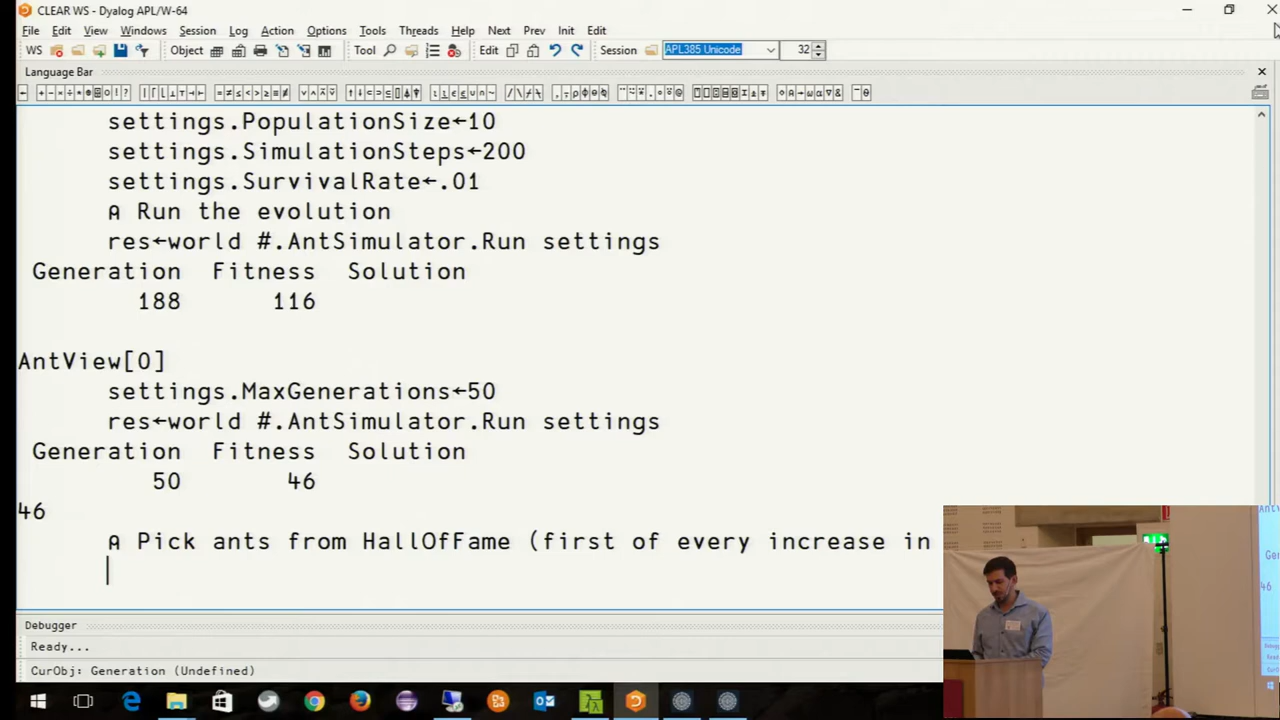 CLEAR WS - Dyalog APL/W-64
File Edit View Windows Session Log Action Options Tools Threads Help Next Prev Init Edit
WS Object Tool Edit Session APL385 Unicode 32
Language Bar
settings.PopulationSize←10
settings.SimulationSteps←200
settings.SurvivalRate←.01
⍝ Run the evolution
res←world #.AntSimulator.Run settings
Generation Fitness Solution
188 116
AntView[0]
settings.MaxGenerations←50
res←world #.AntSimulator.Run settings
Generation Fitness Solution
50 46
46
⍝ Pick ants from HallOfFame (first of every increase in
Debugger
Ready...
CurObj: Generation (Undefined)